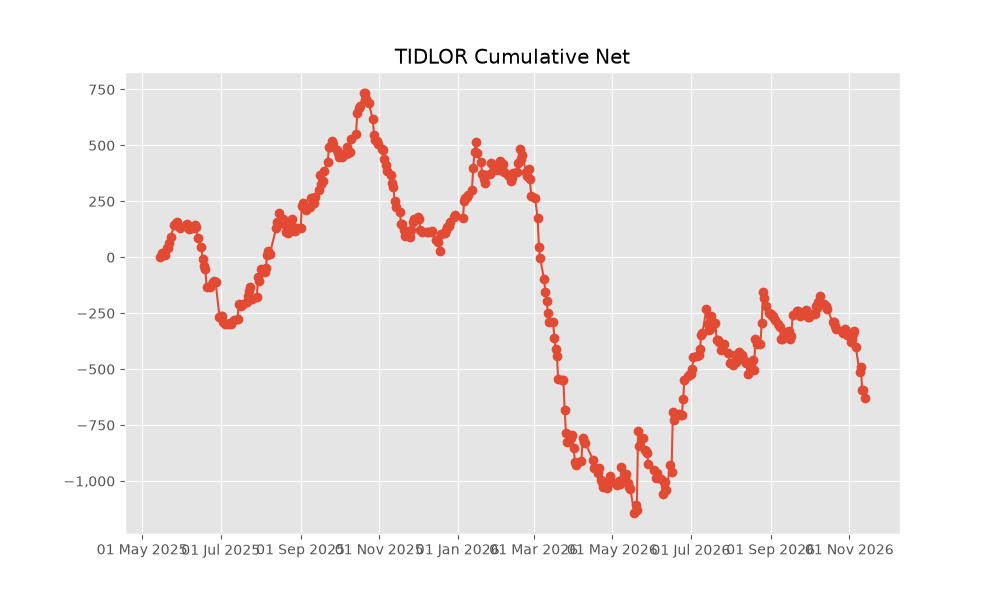 TIDLOR Cumulative Net
750
500
250
0
−250
−500
−750
−1,000
01 May 2025
01 Jul 2025
01 Sep 2025
01 Nov 2025
01 Jan 2026
01 Mar 2026
01 May 2026
01 Jul 2026
01 Sep 2026
01 Nov 2026